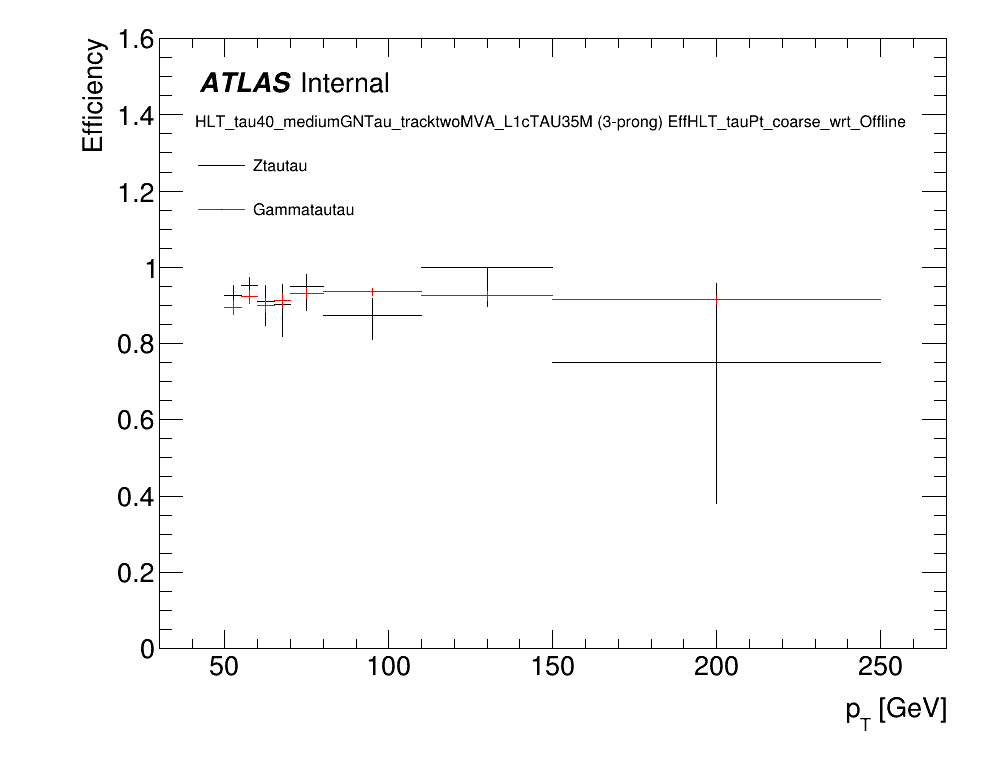 1.6
ATLAS Internal
Efficiency
1.4
HLT_tau40_mediumGNTau_tracktwoMVA_L1cTAU35M (3-prong) EffHLT_tauPt_coarse_wrt_Offline
Ztautau
1.2
Gammatautau
1
0.8
0.6
0.4
0.2
0
50 100 150 200 250
pT [GeV]